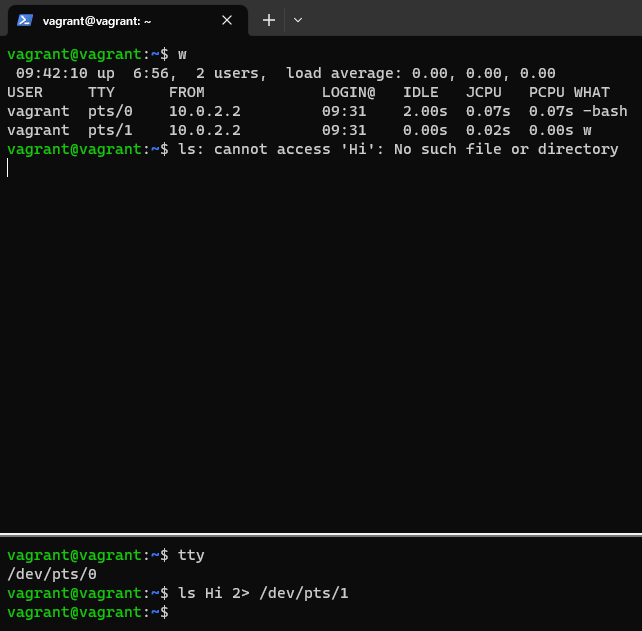 vagrant@vagrant: ~
vagrant@vagrant:~$ w
 09:42:10 up  6:56,  2 users,  load average: 0.00, 0.00, 0.00
USER     TTY      FROM             LOGIN@   IDLE   JCPU   PCPU WHAT
vagrant  pts/0    10.0.2.2         09:31    2.00s  0.07s  0.07s -bash
vagrant  pts/1    10.0.2.2         09:31    0.00s  0.02s  0.00s w
vagrant@vagrant:~$ ls: cannot access 'Hi': No such file or directory
vagrant@vagrant:~$ tty
/dev/pts/0
vagrant@vagrant:~$ ls Hi 2> /dev/pts/1
vagrant@vagrant:~$